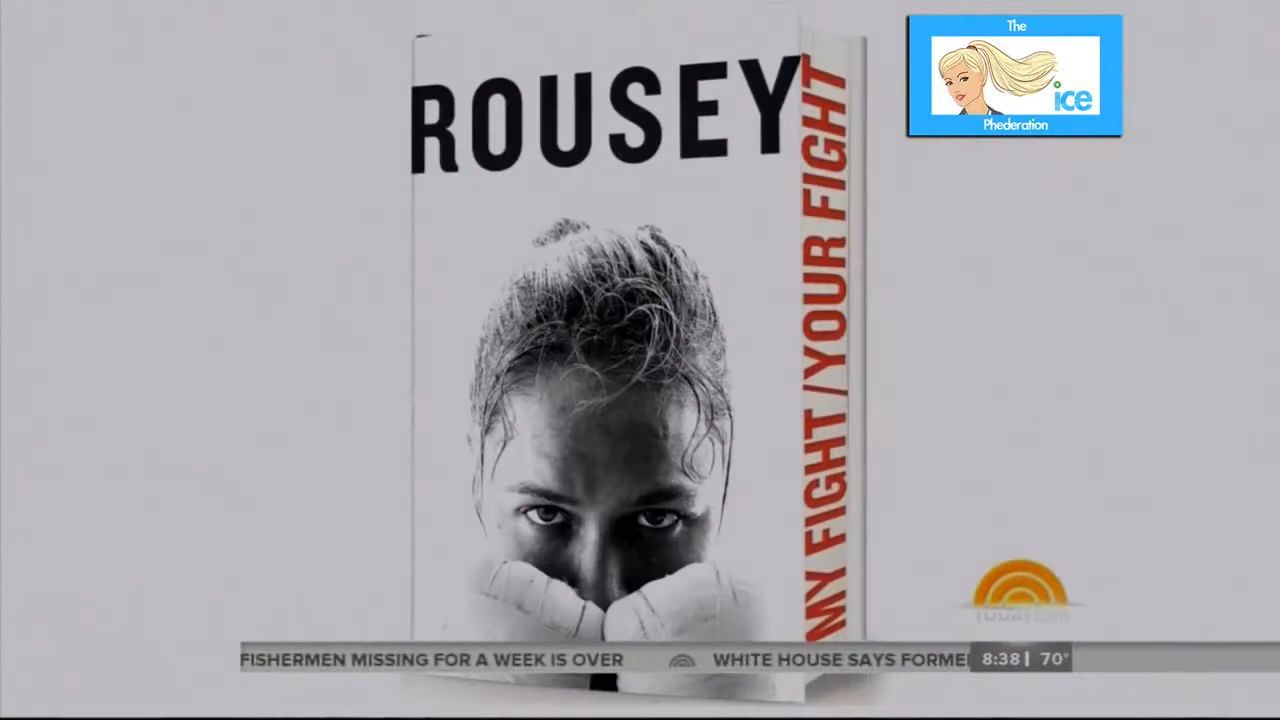 ROUSEY
MY FIGHT / YOUR FIGHT
The
ice
Phederation
TODAY
FISHERMEN MISSING FOR A WEEK IS OVER
WHITE HOUSE SAYS FORME
8:38 | 70°